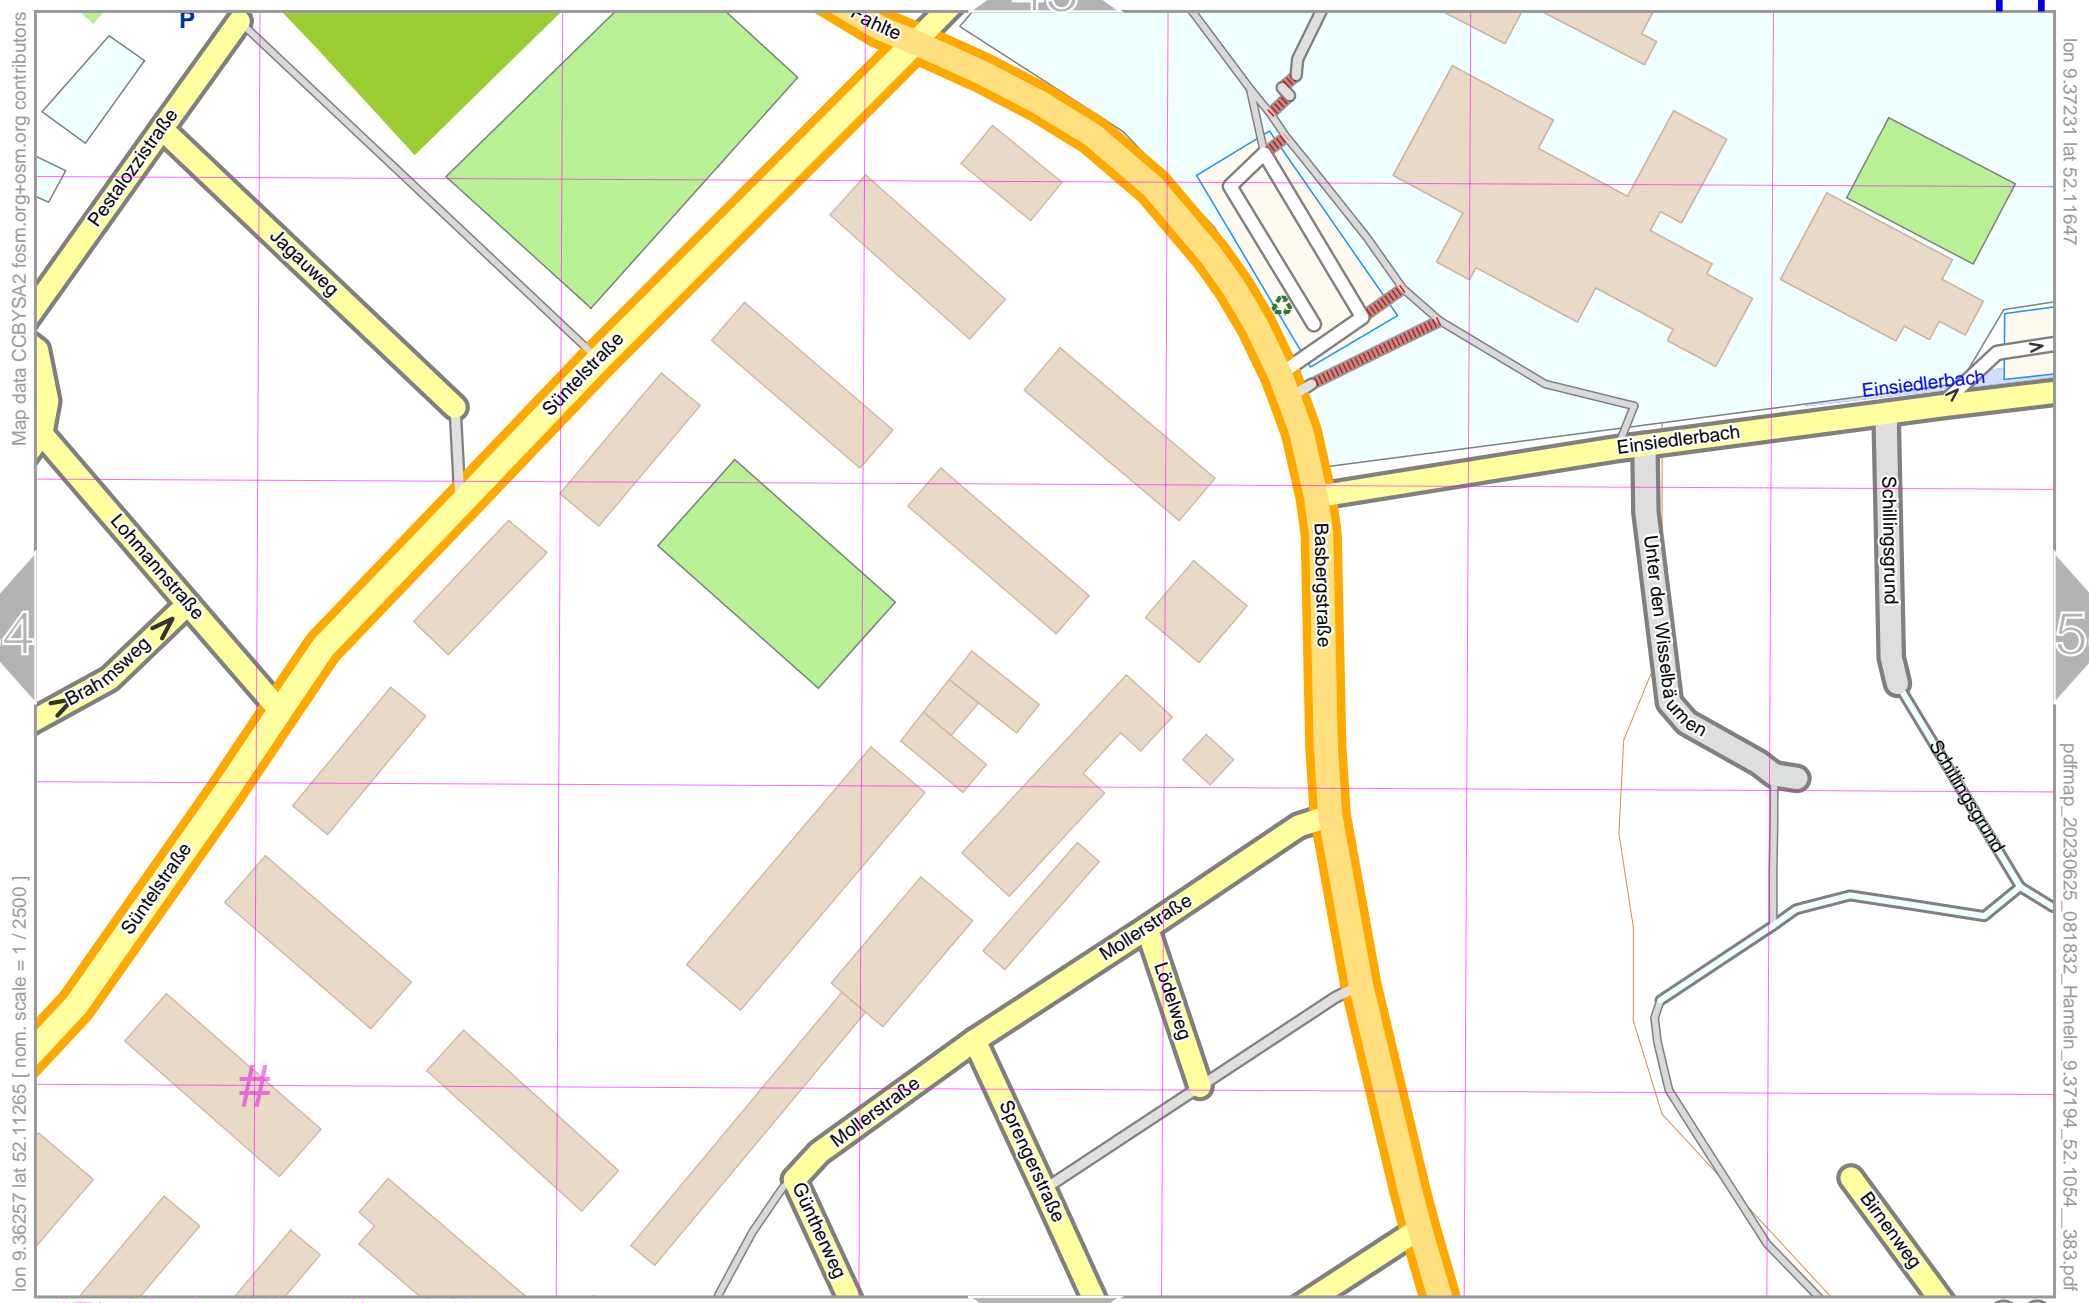 P
Fahlte
Pestalozzistraße
Jagauweg
Süntelstraße
Einsiedlerbach
Einsiedlerbach
Schillingsgrund
Basbergstraße
Unter den Wisselbäumen
Lohmannstraße
Brahmsweg
Schillingsgrund
Süntelstraße
Mollerstraße
Lödelweg
Mollerstraße
Sprengerstraße
Güntherweg
Birnenweg
#
4
5
Map data CCBYSA2 fosm.org+osm.org contributors
lon 9.36257 lat 52.11265 [ nom. scale = 1 / 2500 ]
lon 9.37231 lat 52.11647
pdfmap_20230625_081832_Hameln_9.37194_52.1054__383.pdf